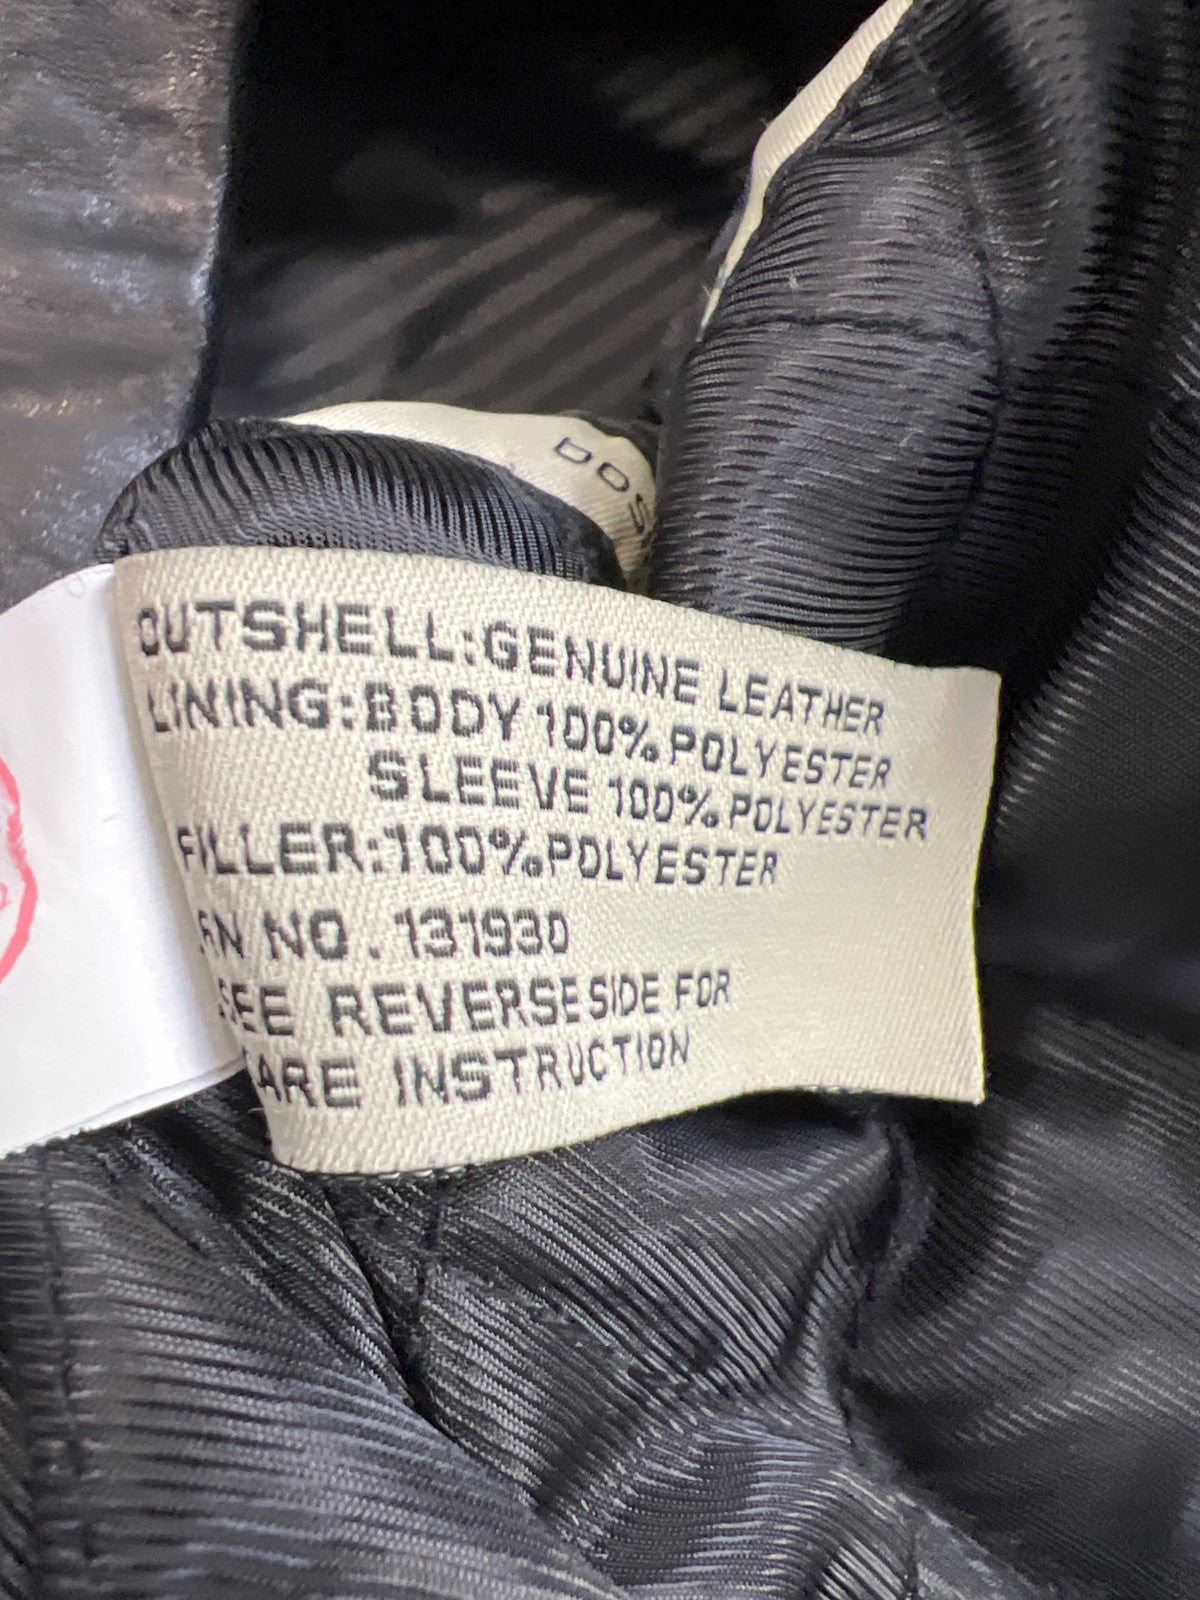 OUTSHELL:GENUINE LEATHER
LINING:BODY 100% POLYESTER
SLEEVE 100% POLYESTER
FILLER:100% POLYESTER
RN NO. 131930
SEE REVERSE SIDE FOR
CARE INSTRUCTION